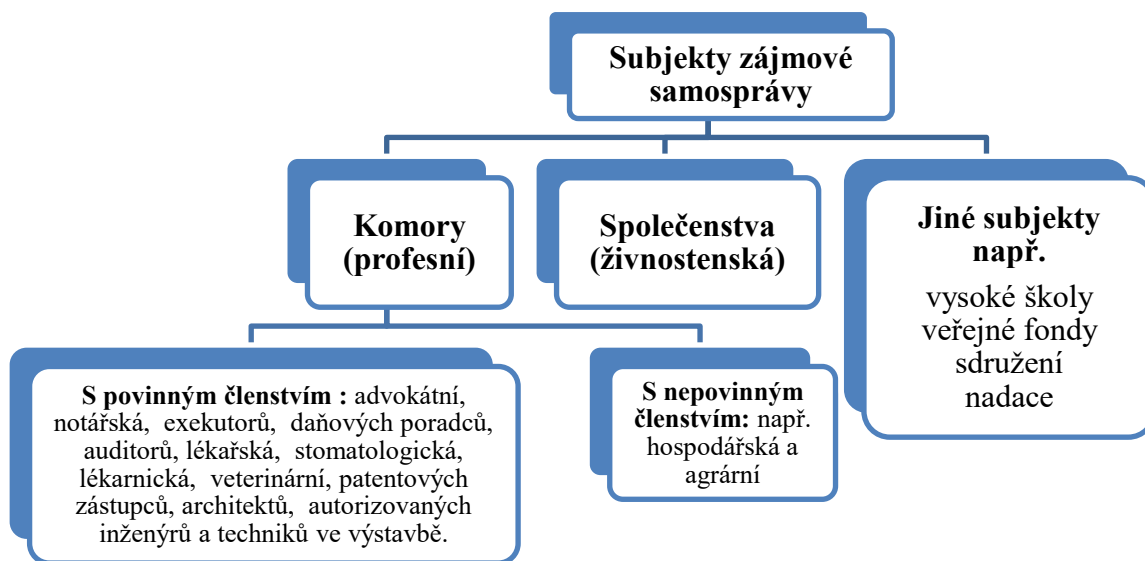 Subjekty zájmové
samosprávy
Komory
(profesní)
Společenstva
(živnostenská)
Jiné subjekty
např.
vysoké školy
veřejné fondy
sdružení
nadace
S povinným členstvím : advokátní,
notářská, exekutorů, daňových poradců,
auditorů, lékařská, stomatologická,
lékarnická, veterinární, patentových
zástupců, architektů, autorizovaných
inženýrů a techniků ve výstavbě.
S nepovinným
členstvím: např.
hospodářská a
agrární